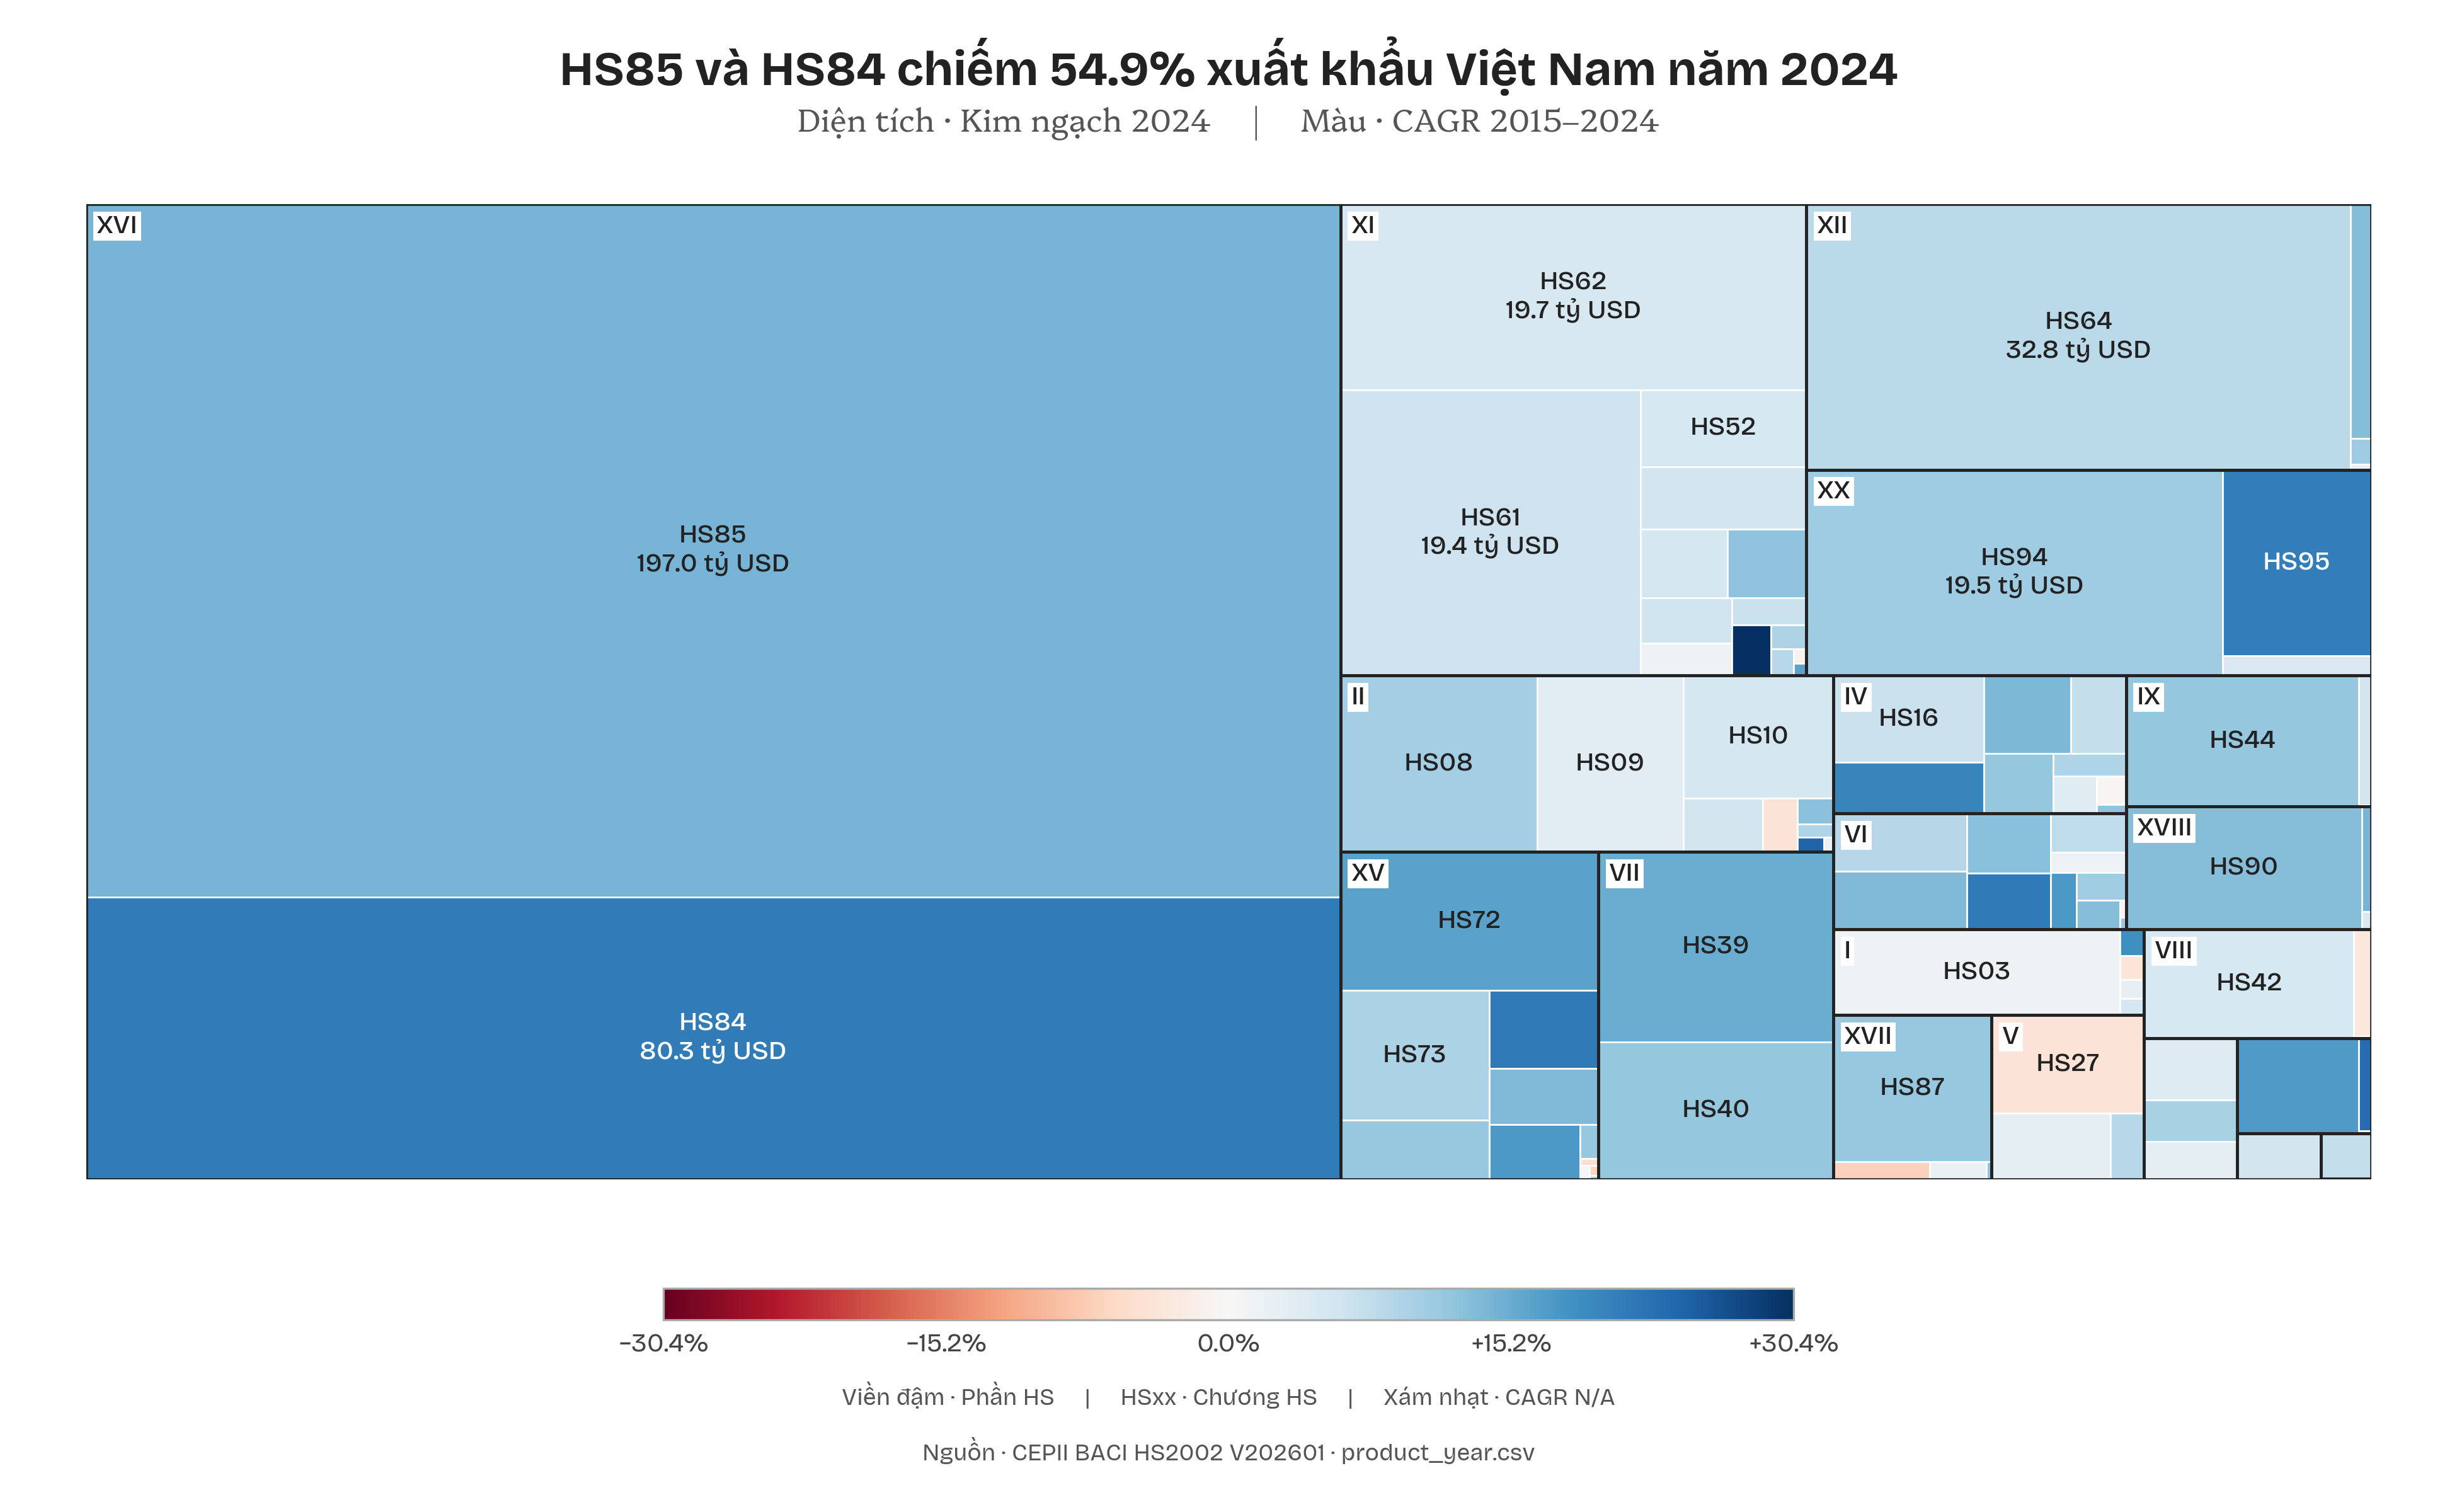 HS85 và HS84 chiếm 54.9% xuất khẩu Việt Nam năm 2024
Diện tích · Kim ngạch 2024 | Màu · CAGR 2015–2024
XVI
HS85
197.0 tỷ USD
HS84
80.3 tỷ USD
XI
HS62
19.7 tỷ USD
HS61
19.4 tỷ USD
HS52
XII
HS64
32.8 tỷ USD
XX
HS94
19.5 tỷ USD
HS95
II
HS08
HS09
HS10
IV
HS16
IX
HS44
VI
XVIII
HS90
XV
HS72
HS73
VII
HS39
HS40
I
HS03
VIII
HS42
XVII
HS87
V
HS27
−30.4%
−15.2%
0.0%
+15.2%
+30.4%
Viền đậm · Phần HS | HSxx · Chương HS | Xám nhạt · CAGR N/A
Nguồn · CEPII BACI HS2002 V202601 · product_year.csv